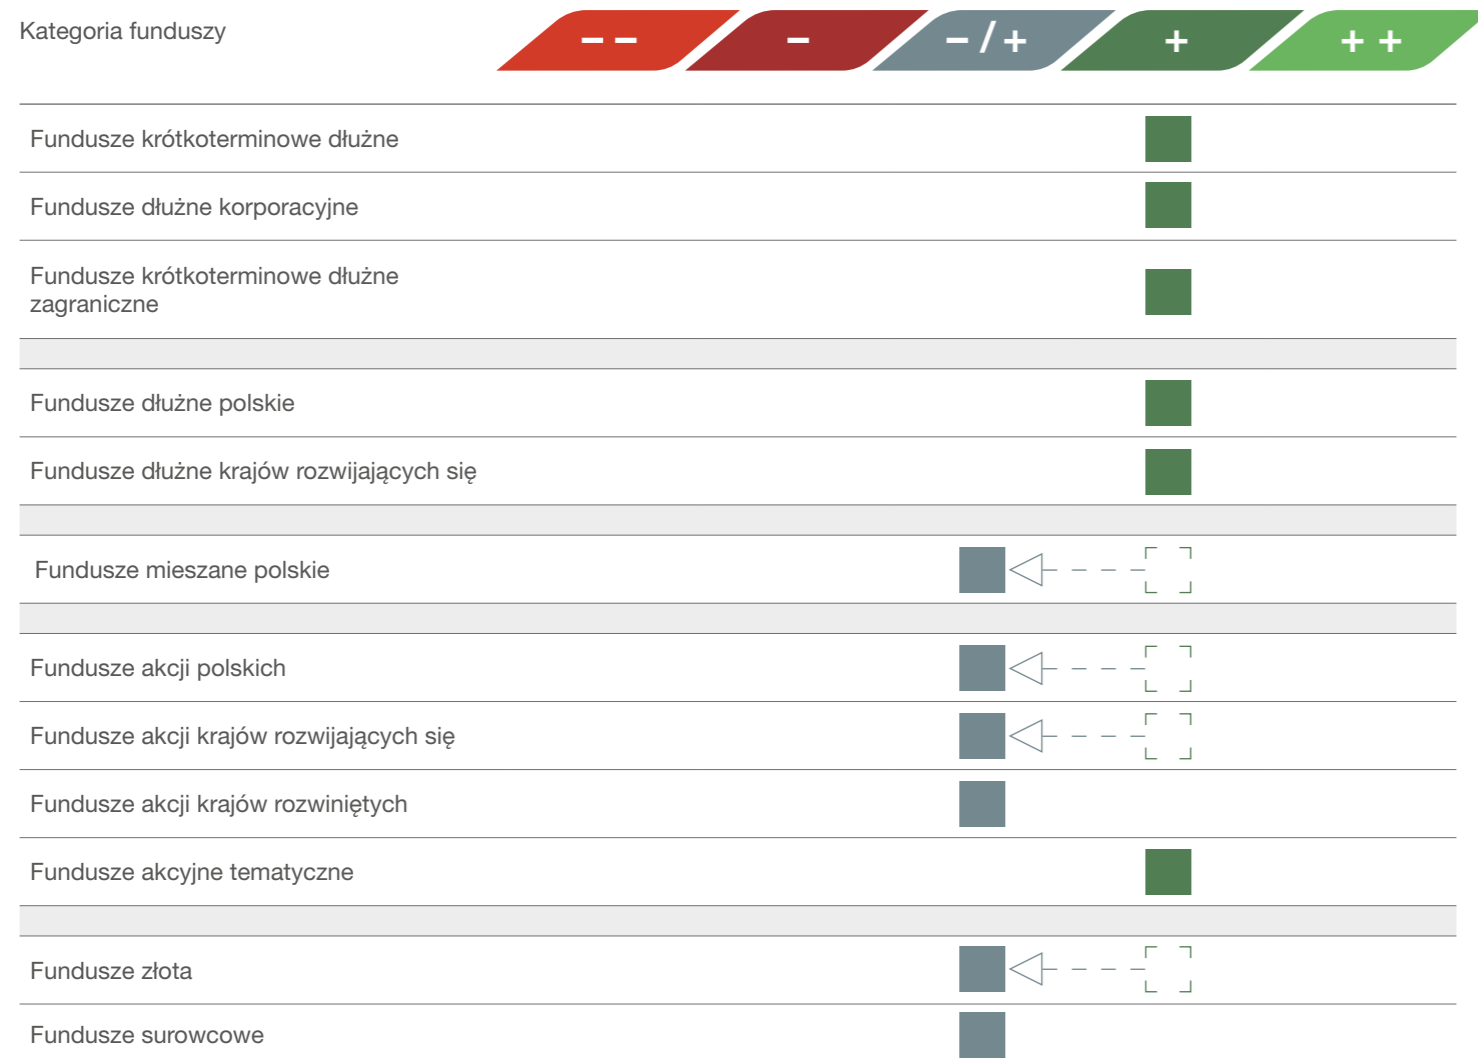 Kategoria funduszy
– – – – / + + + +
Fundusze krótkoterminowe dłużne
Fundusze dłużne korporacyjne
Fundusze krótkoterminowe dłużne
zagraniczne
Fundusze dłużne polskie
Fundusze dłużne krajów rozwijających się
Fundusze mieszane polskie
Fundusze akcji polskich
Fundusze akcji krajów rozwijających się
Fundusze akcji krajów rozwiniętych
Fundusze akcyjne tematyczne
Fundusze złota
Fundusze surowcowe